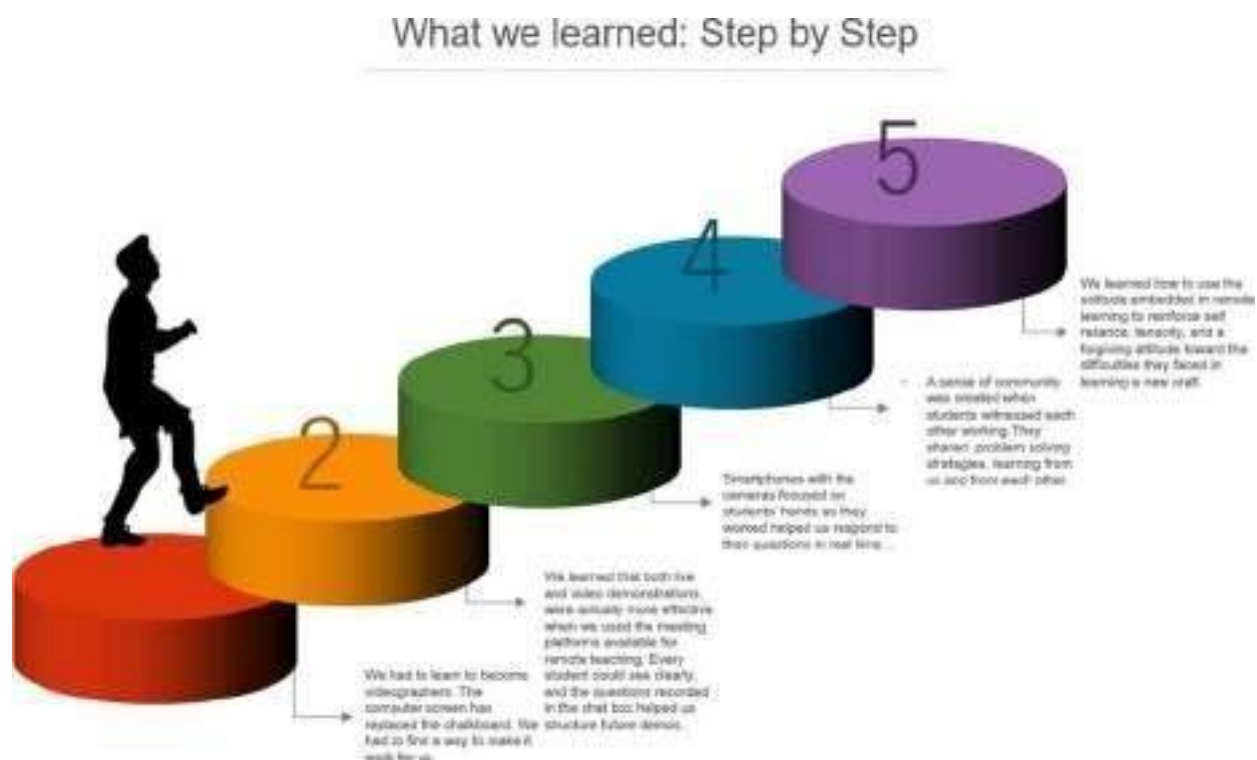 What we learned: Step by Step
5
4
3
2
We had to learn to become
videographers. The
computer screen has
replaced the chalkboard. We
had to find a way to make it
work for us.
We learned that both live
and video demonstrations
were actually more effective
when we used the meeting
platforms available for
remote teaching. Every
student could see clearly,
and the questions recorded
in the chat box helped us
structure future demos.
Smartphones with the
cameras focused on
students' hands as they
worked helped us respond to
their questions in real time...
A sense of community
was created when
students witnessed each
other working. They
shared problem solving
strategies, learning from
us and from each other.
We learned how to use the
solitude embedded in remote
learning to reinforce self
reliance, tenacity, and a
forgiving attitude toward the
difficulties they faced in
learning a new craft.